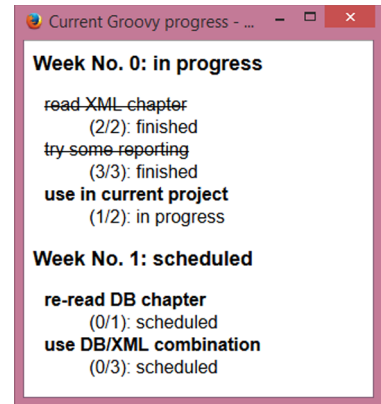 Current Groovy progress - ...
Week No. 0: in progress
read XML chapter
(2/2): finished
try some reporting
(3/3): finished
use in current project
(1/2): in progress
Week No. 1: scheduled
re-read DB chapter
(0/1): scheduled
use DB/XML combination
(0/3): scheduled